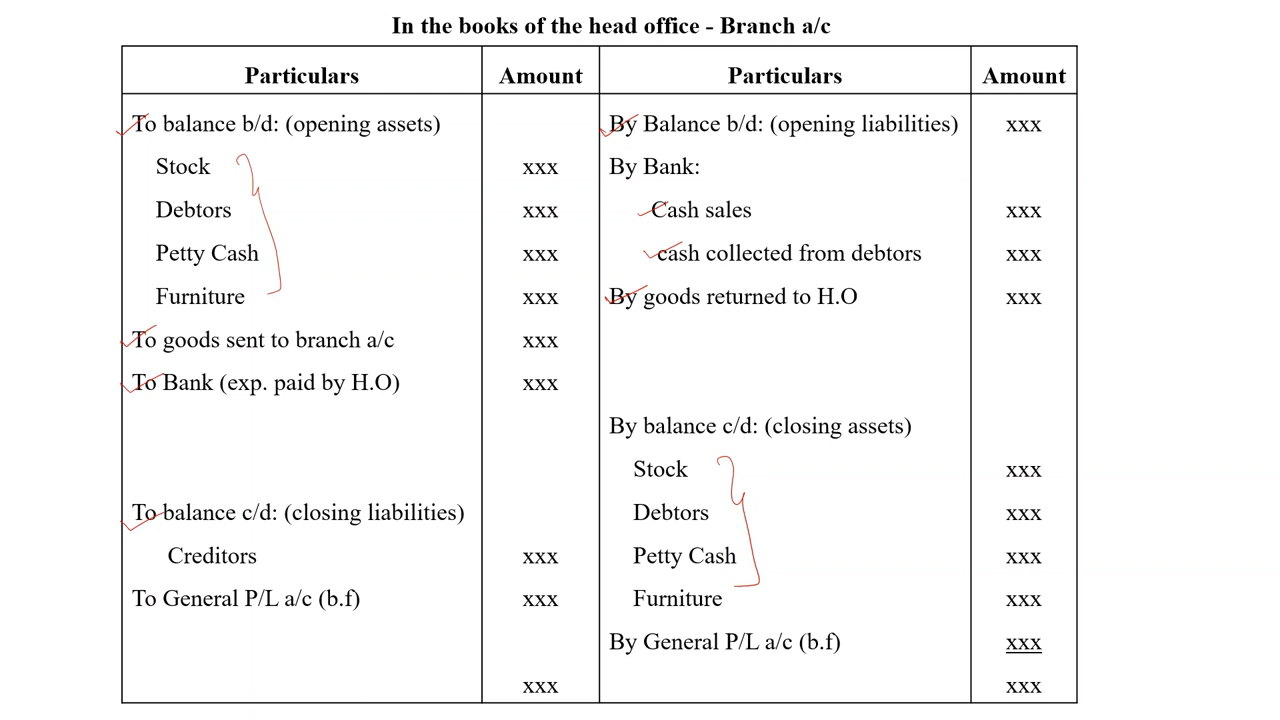 In the books of the head office - Branch a/c
Particulars Amount Particulars Amount
To balance b/d: (opening assets) By Balance b/d: (opening liabilities) xxx
Stock xxx By Bank:
Debtors xxx Cash sales xxx
Petty Cash xxx cash collected from debtors xxx
Furniture xxx By goods returned to H.O xxx
To goods sent to branch a/c xxx
To Bank (exp. paid by H.O) xxx
By balance c/d: (closing assets)
Stock xxx
To balance c/d: (closing liabilities) Debtors xxx
Creditors xxx Petty Cash xxx
To General P/L a/c (b.f) xxx Furniture xxx
By General P/L a/c (b.f) xxx
xxx xxx